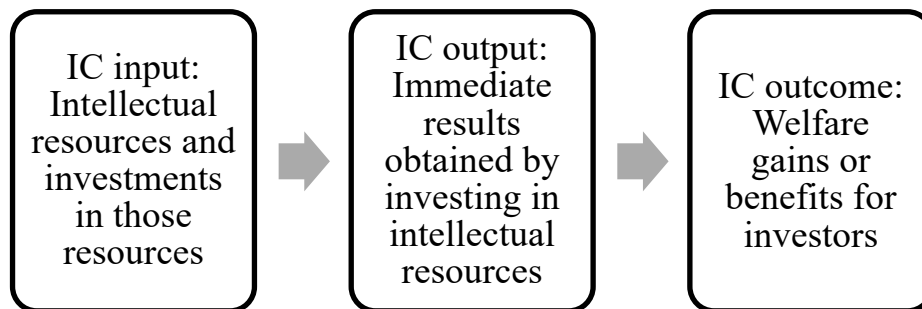 IC input:
Intellectual
resources and
investments
in those
resources
IC output:
Immediate
results
obtained by
investing in
intellectual
resources
IC outcome:
Welfare
gains or
benefits for
investors